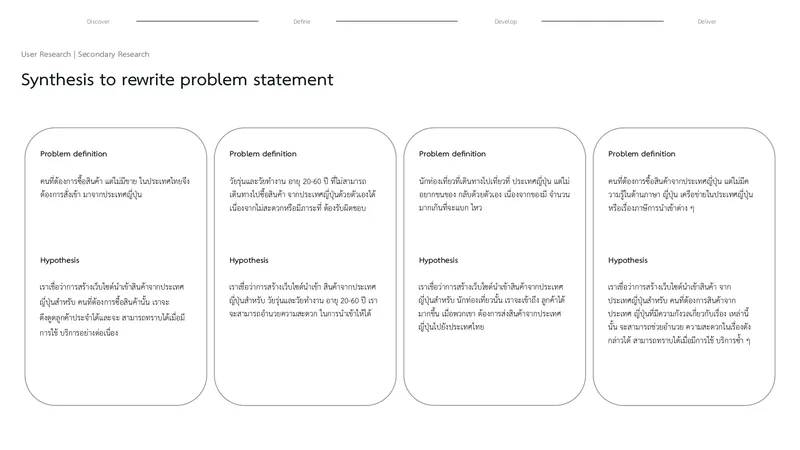 Discover
Define
Develop
Deliver
User Research | Secondary Research
Synthesis to rewrite problem statement
Problem definition
คนที่ต้องการซื้อสินค้า แต่ไม่มีขาย ในประเทศไทยจึง
ต้องการสั่งเข้า มาจากประเทศญี่ปุ่น
Hypothesis
เราเชื่อว่าการสร้างเว็บไซต์นำเข้าสินค้าจากประเทศ
ญี่ปุ่นสำหรับ คนที่ต้องการซื้อสินค้านั้น เราจะ
ดึงดูดลูกค้าประจำได้และจะ สามารถทราบได้เมื่อมี
การใช้ บริการอย่างต่อเนื่อง
Problem definition
วัยรุ่นและวัยทำงาน อายุ 20-60 ปี ที่ไม่สามารถ
เดินทางไปซื้อสินค้า จากประเทศญี่ปุ่นด้วยตัวเองได้
เนื่องจากไม่สะดวกหรือมีภาระที่ ต้องรับผิดชอบ
Hypothesis
เราเชื่อว่าการสร้างเว็บไซต์นำเข้า สินค้าจากประเทศ
ญี่ปุ่นสำหรับ วัยรุ่นและวัยทำงาน อายุ 20-60 ปี เรา
จะสามารถอำนวยความสะดวก ในการนำเข้าให้ได้
Problem definition
นักท่องเที่ยวที่เดินทางไปเที่ยวที่ ประเทศญี่ปุ่น แต่ไม่
อยากขนของ กลับด้วยตัวเอง เนื่องจากของมี จำนวน
มากเกินที่จะแบก ไหว
Hypothesis
เราเชื่อว่าการสร้างเว็บไซต์นำเข้าสินค้าจากประเทศ
ญี่ปุ่นสำหรับ นักท่องเที่ยวนั้น เราจะเข้าถึง ลูกค้าได้
มากขึ้น เมื่อพวกเขา ต้องการส่งสินค้าจากประเทศ
ญี่ปุ่นไปยังประเทศไทย
Problem definition
คนที่ต้องการซื้อสินค้าจากประเทศญี่ปุ่น แต่ไม่มีค
วามรู้ในด้านภาษา ญี่ปุ่น เครือข่ายในประเทศญี่ปุ่น
หรือเรื่องภาษีการนำเข้าต่าง ๆ
Hypothesis
เราเชื่อว่าการสร้างเว็บไซต์นำเข้าสินค้า จาก
ประเทศญี่ปุ่นสำหรับ คนที่ต้องการซื้อสินค้าจาก
ประเทศ ญี่ปุ่นที่มีความกังวลเกี่ยวกับเรื่อง เหล่านี้
นั้น จะสามารถช่วยอำนวย ความสะดวกในเรื่องดัง
กล่าวได้ สามารถทราบได้เมื่อมีการใช้ บริการซ้ำ ๆ